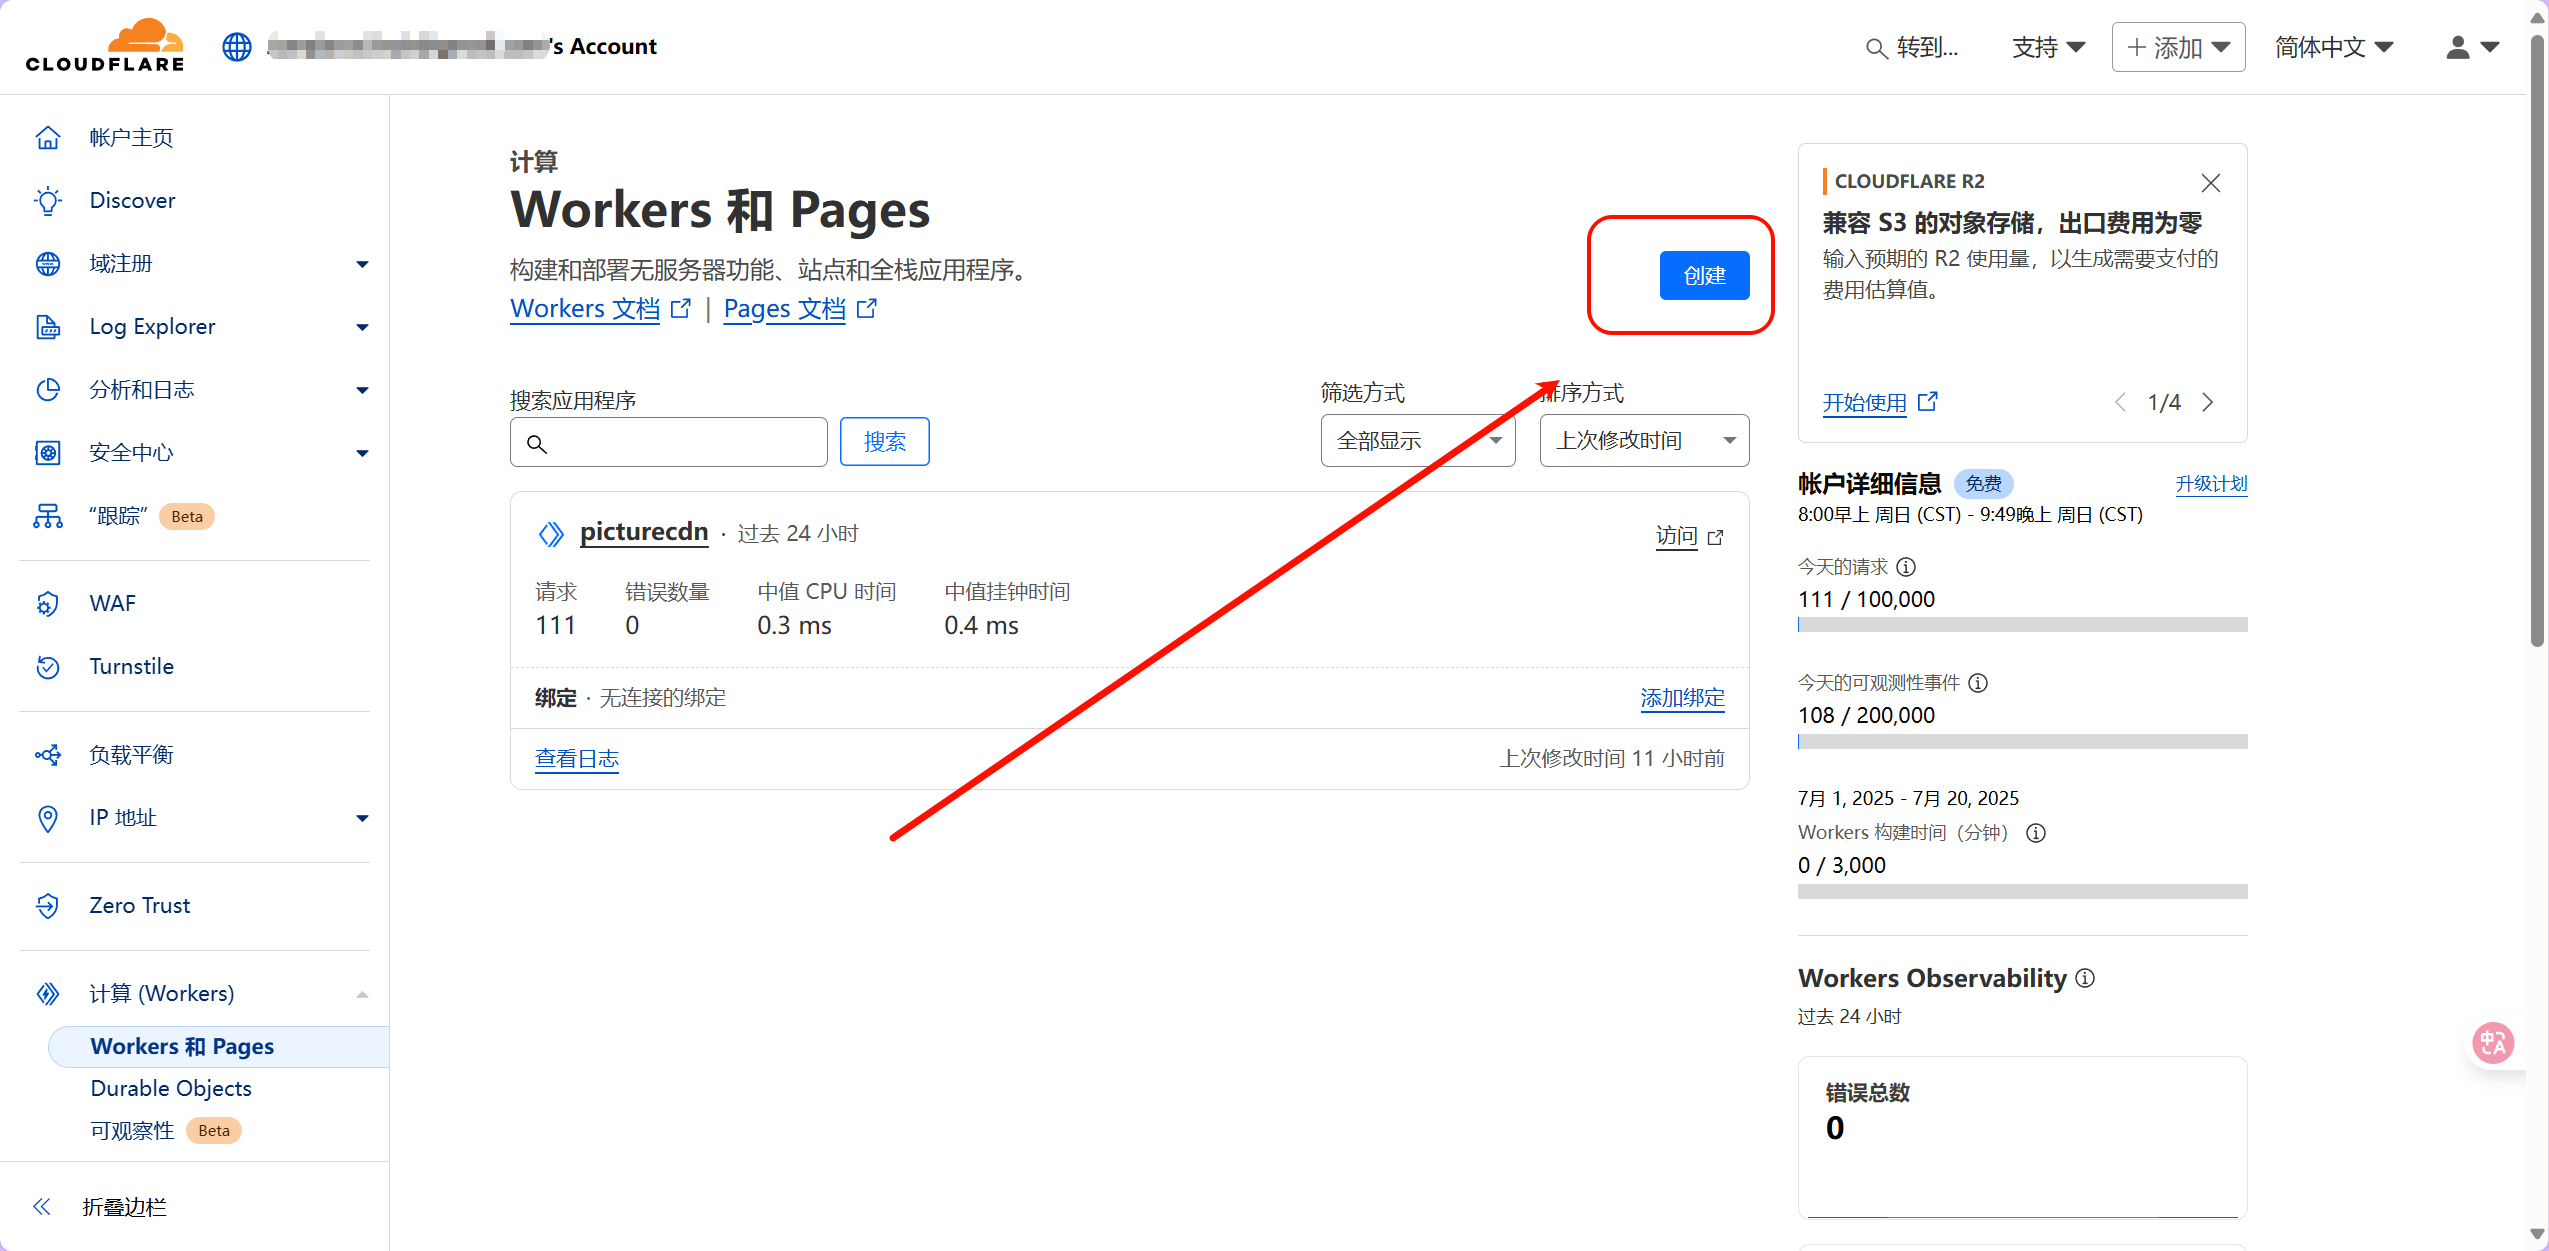 CLOUDFLARE
's Account
转到...
支持
添加
简体中文
帐户主页
Discover
域注册
Log Explorer
分析和日志
安全中心
“跟踪” Beta
WAF
Turnstile
负载平衡
IP 地址
Zero Trust
计算 (Workers)
Workers 和 Pages
Durable Objects
可观察性 Beta
折叠边栏
计算
Workers 和 Pages
构建和部署无服务器功能、站点和全栈应用程序。
Workers 文档 | Pages 文档
创建
搜索应用程序
搜索
筛选方式
全部显示
序方式
上次修改时间
picturecdn · 过去 24 小时
访问
请求 错误数量 中值 CPU 时间 中值挂钟时间
111 0 0.3 ms 0.4 ms
绑定 · 无连接的绑定
添加绑定
查看日志
上次修改时间 11 小时前
CLOUDFLARE R2
兼容 S3 的对象存储，出口费用为零
输入预期的 R2 使用量，以生成需要支付的
费用估算值。
开始使用
1/4
帐户详细信息 免费
升级计划
8:00早上 周日 (CST) - 9:49晚上 周日 (CST)
今天的请求
111 / 100,000
今天的可观测性事件
108 / 200,000
7月 1, 2025 - 7月 20, 2025
Workers 构建时间（分钟）
0 / 3,000
Workers Observability
过去 24 小时
错误总数
0
中 A